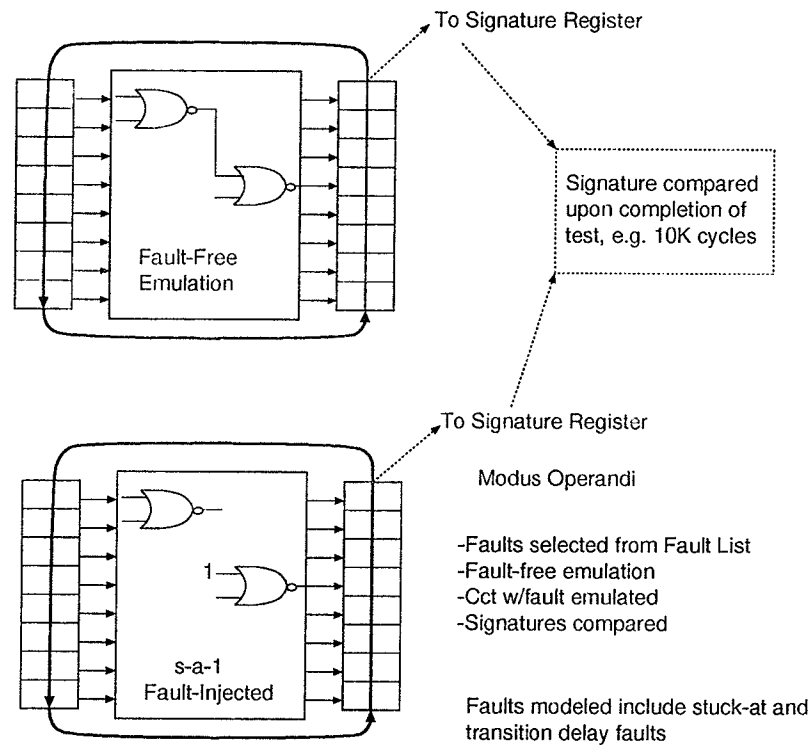 To Signature Register
Signature compared
upon completion of
test, e.g. 10K cycles
Fault-Free
Emulation
To Signature Register
Modus Operandi
-Faults selected from Fault List
-Fault-free emulation
-Cct w/fault emulated
-Signatures compared
1
s-a-1
Fault-Injected
Faults modeled include stuck-at and
transition delay faults